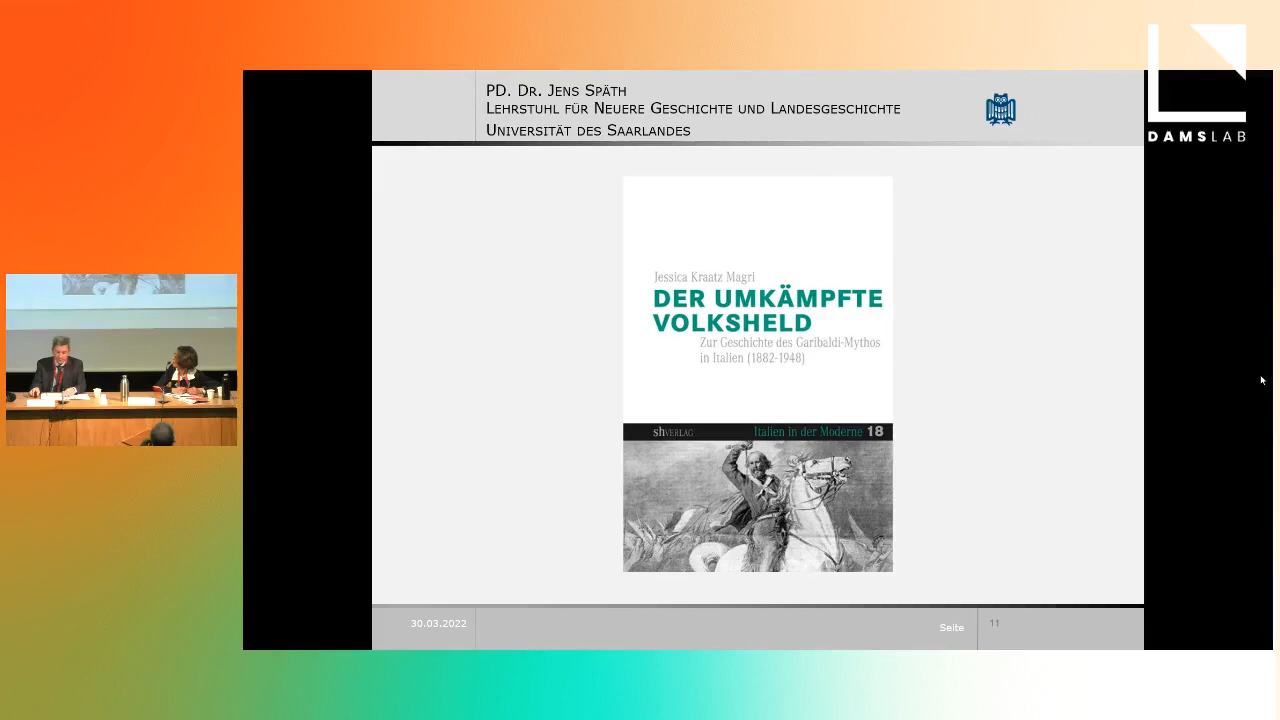 PD. Dr. Jens Späth
Lehrstuhl für Neuere Geschichte und Landesgeschichte
Universität des Saarlandes
DAMSLAB
Jessica Kraatz Magri
DER UMKÄMPFTE
VOLKSHELD
Zur Geschichte des Garibaldi-Mythos
in Italien (1882-1948)
shVERLAG
Italien in der Moderne 18
30.03.2022
Seite
11